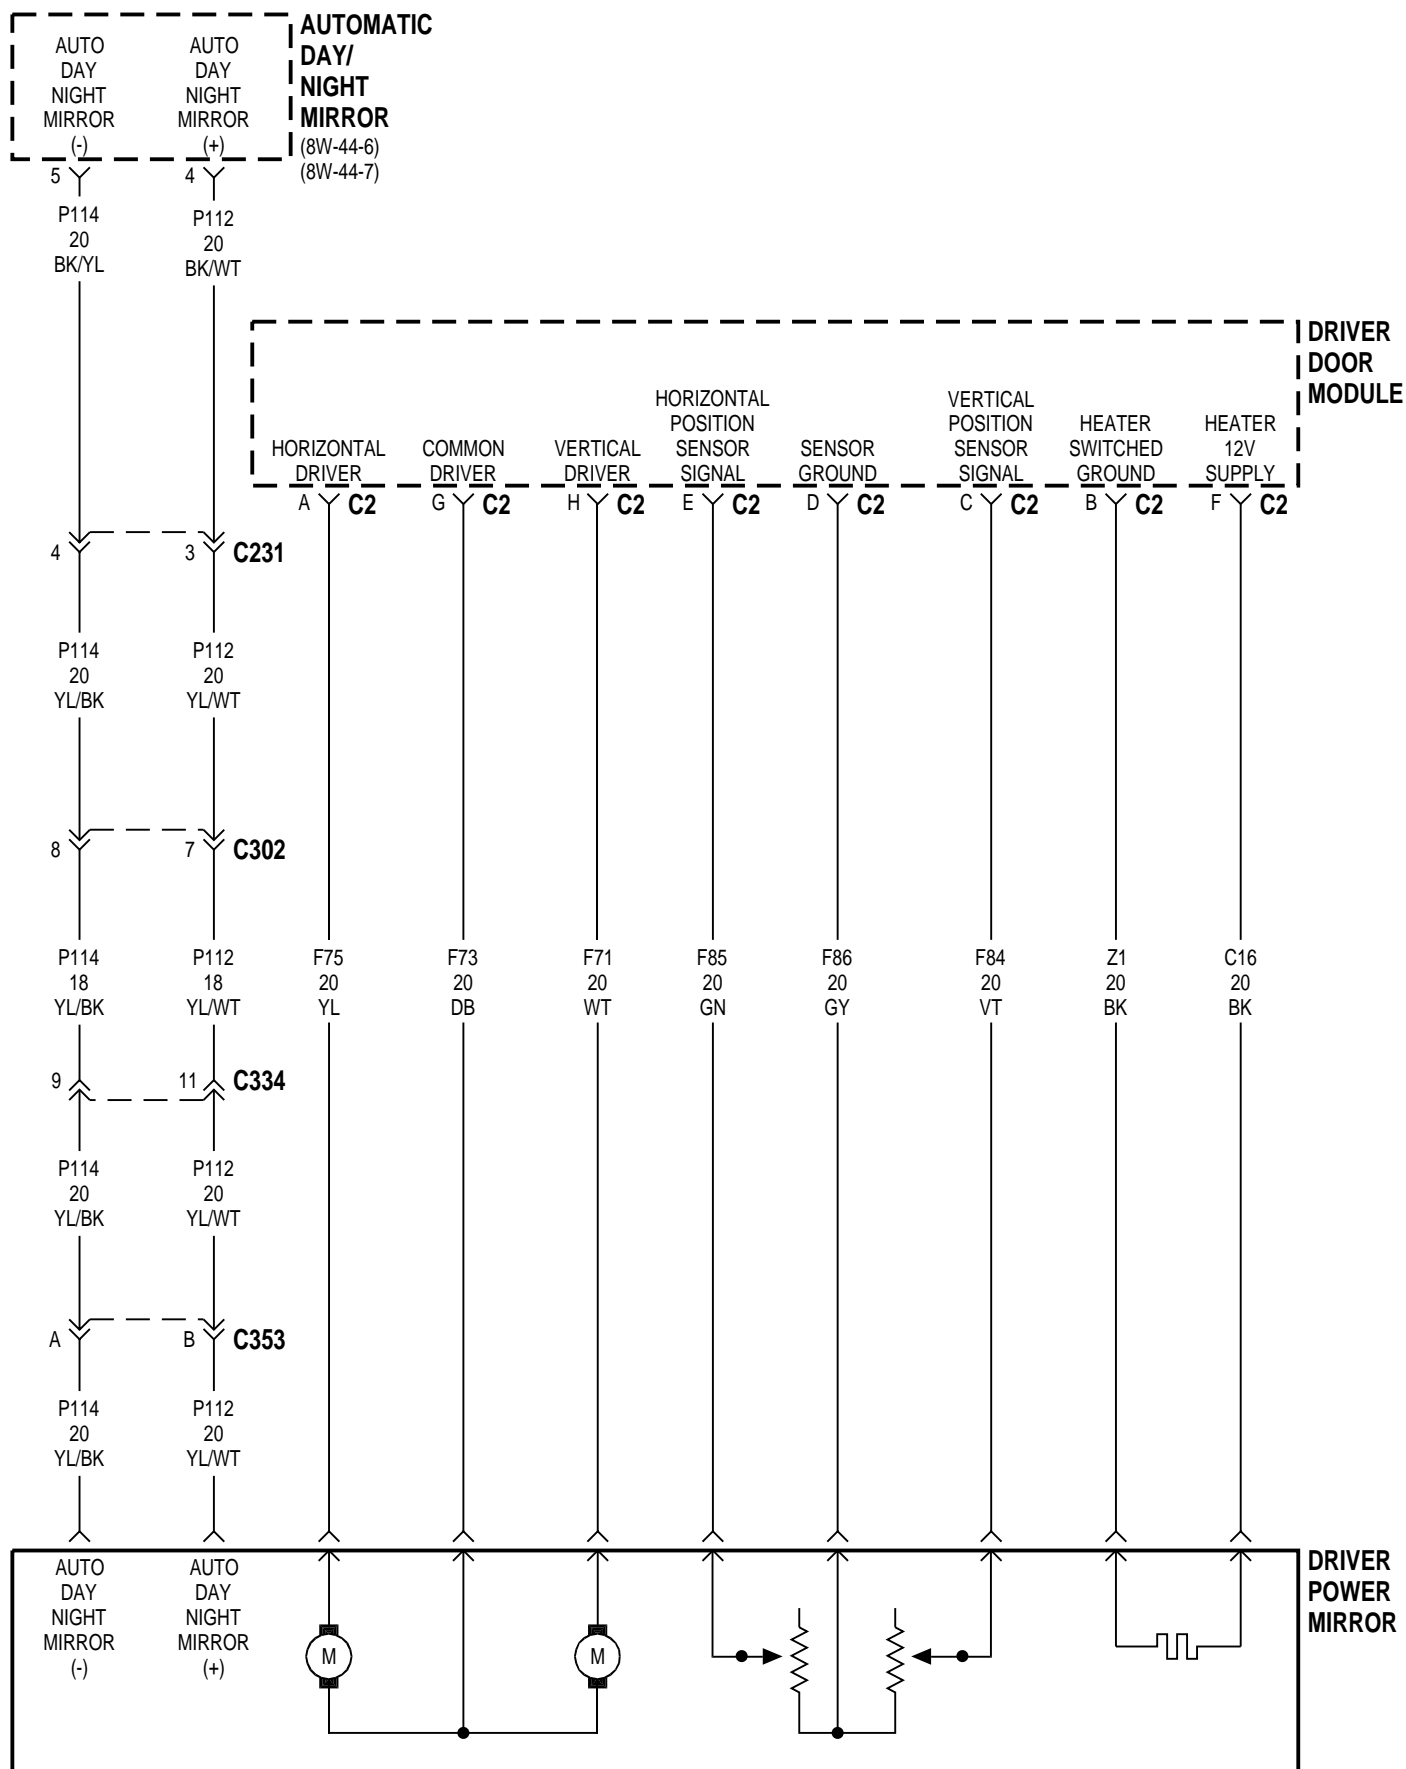 AUTOMATIC
DAY/
NIGHT
MIRROR
(8W-44-6)
(8W-44-7)
AUTO
DAY
NIGHT
MIRROR
(-)
AUTO
DAY
NIGHT
MIRROR
(+)
5
4
P114
20
BK/YL
P112
20
BK/WT
DRIVER
DOOR
MODULE
HORIZONTAL
DRIVER
COMMON
DRIVER
VERTICAL
DRIVER
HORIZONTAL
POSITION
SENSOR
SIGNAL
SENSOR
GROUND
VERTICAL
POSITION
SENSOR
SIGNAL
HEATER
SWITCHED
GROUND
HEATER
12V
SUPPLY
A C2
G C2
H C2
E C2
D C2
C C2
B C2
F C2
4 3 C231
P114
20
YL/BK
P112
20
YL/WT
8 7 C302
P114
18
YL/BK
P112
18
YL/WT
F75
20
YL
F73
20
DB
F71
20
WT
F85
20
GN
F86
20
GY
F84
20
VT
Z1
20
BK
C16
20
BK
9 11 C334
P114
20
YL/BK
P112
20
YL/WT
A B C353
P114
20
YL/BK
P112
20
YL/WT
AUTO
DAY
NIGHT
MIRROR
(-)
AUTO
DAY
NIGHT
MIRROR
(+)
M
M
DRIVER
POWER
MIRROR